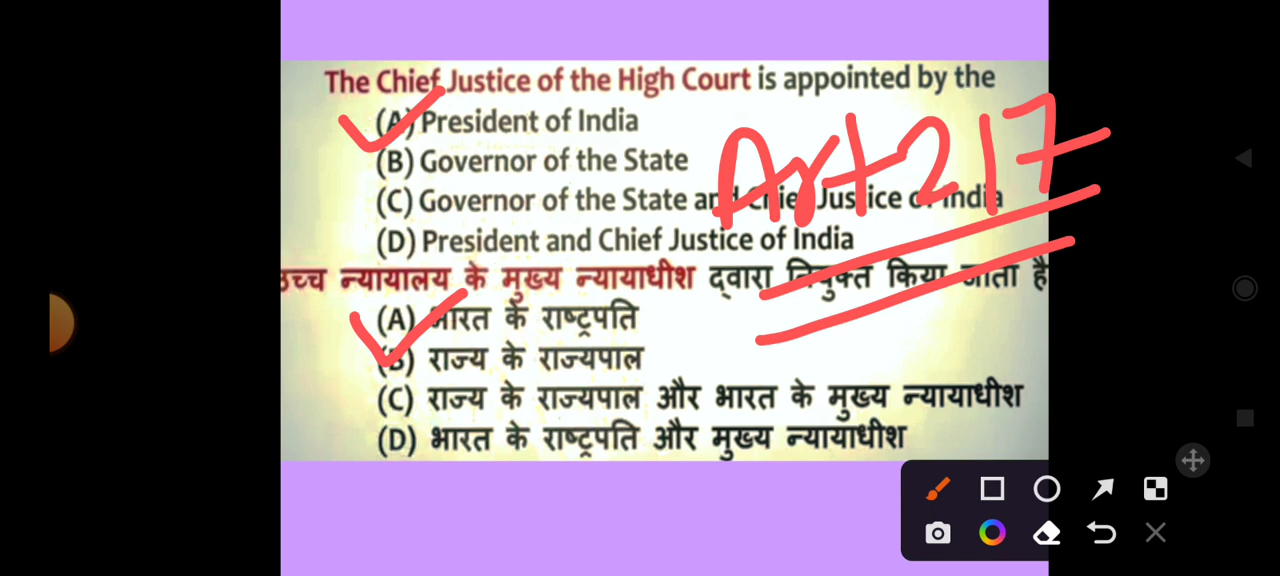 The Chief Justice of the High Court is appointed by the
(A) President of India
(B) Governor of the State
(C) Governor of the State and Chief Justice of India
(D) President and Chief Justice of India
Art 217
उच्च न्यायालय के मुख्य न्यायाधीश द्वारा नियुक्त किया जाता है
(A) भारत के राष्ट्रपति
(B) राज्य के राज्यपाल
(C) राज्य के राज्यपाल और भारत के मुख्य न्यायाधीश
(D) भारत के राष्ट्रपति और मुख्य न्यायाधीश